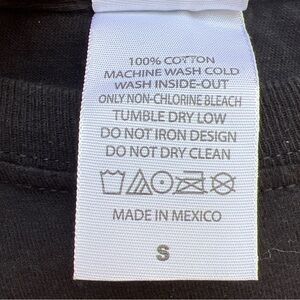 100% COTTON
MACHINE WASH COLD
WASH INSIDE-OUT
ONLY NON-CHLORINE BLEACH
TUMBLE DRY LOW
DO NOT IRON DESIGN
DO NOT DRY CLEAN
MADE IN MEXICO
S